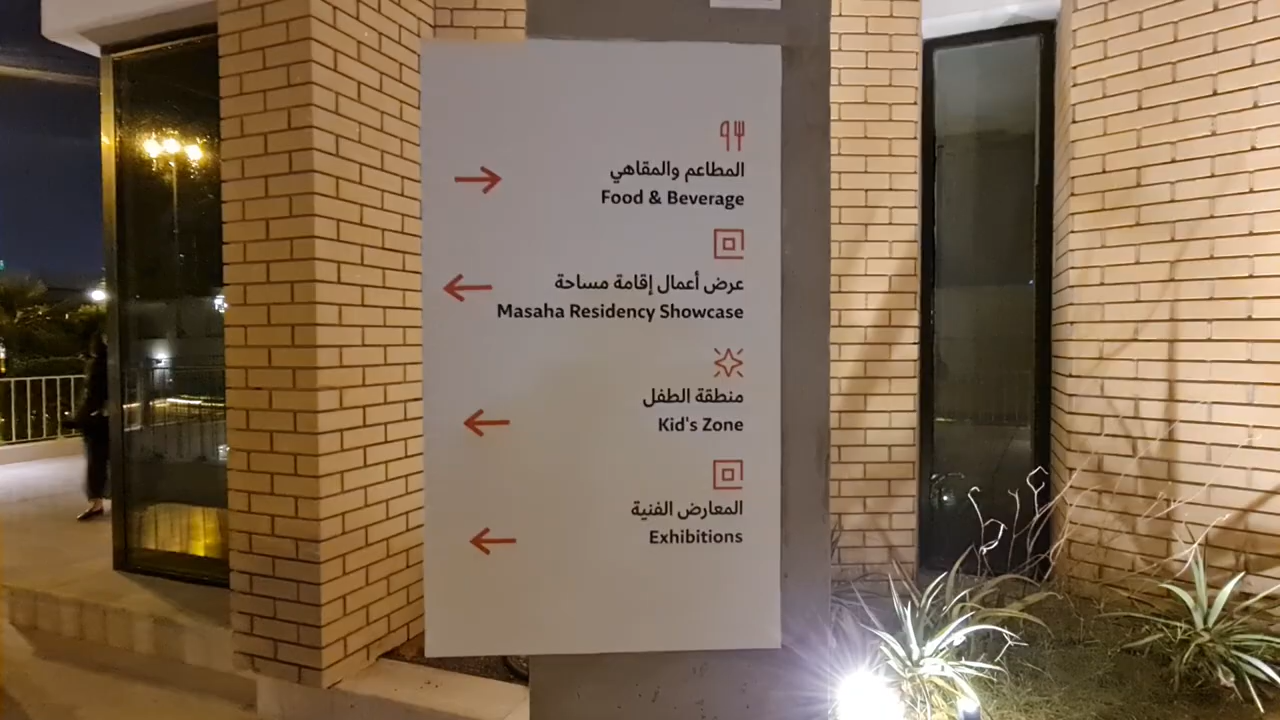 المطاعم والمقاهي
Food & Beverage
عرض أعمال إقامة مساحة
Masaha Residency Showcase
منطقة الطفل
Kid's Zone
المعارض الفنية
Exhibitions